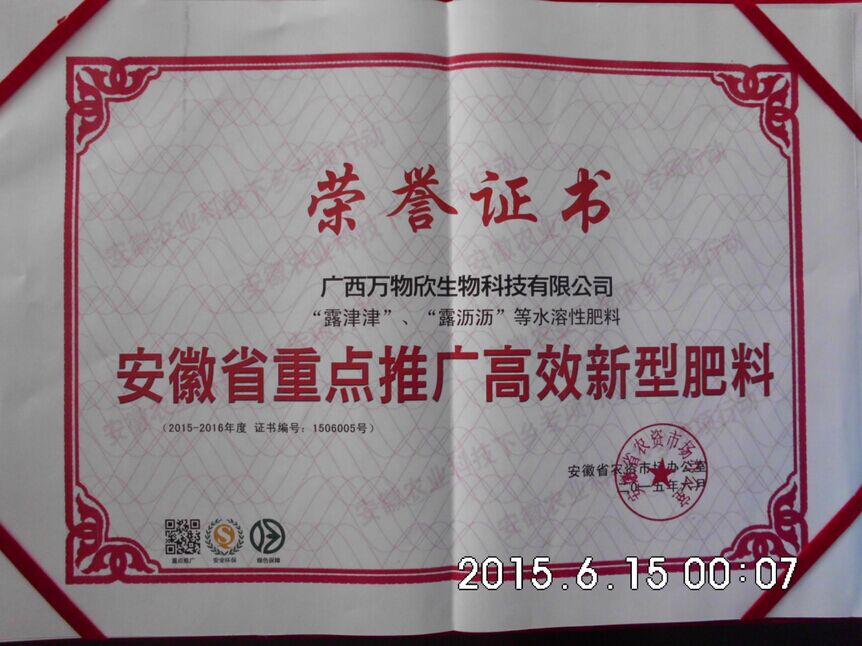 荣誉证书
广西万物欣生物科技有限公司
“露津津”、“露沥沥”等水溶性肥料
安徽省重点推广高效新型肥料
（2015-2016年度 证书编号：1506005号）
安徽省农资市场办公室
二〇一五年六月
重点推广 安全环保 绿色保障
2015.6.15 00:07